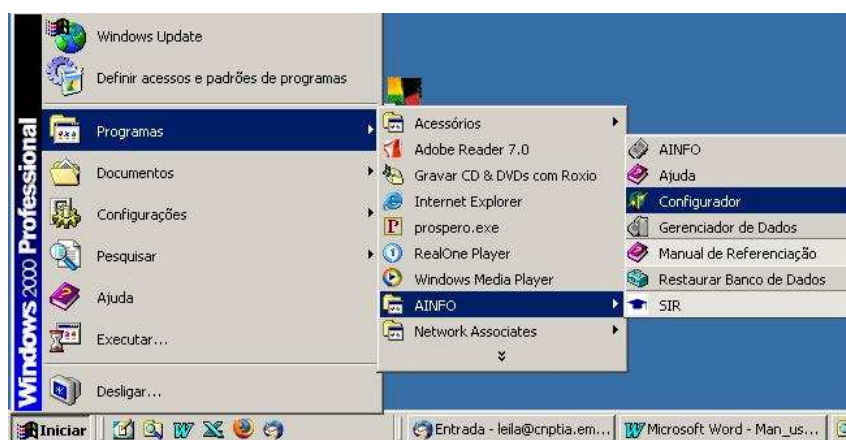 Windows 2000 Professional
Windows Update
Definir acessos e padrões de programas
Programas
Documentos
Configurações
Pesquisar
Ajuda
Executar...
Desligar...
Acessórios
Adobe Reader 7.0
Gravar CD & DVDs com Roxio
Internet Explorer
prospero.exe
RealOne Player
Windows Media Player
AINFO
Network Associates
AINFO
Ajuda
Configurador
Gerenciador de Dados
Manual de Referenciação
Restaurar Banco de Dados
SIR
Iniciar
Entrada - leila@cnptia.em...
Microsoft Word - Man_us...